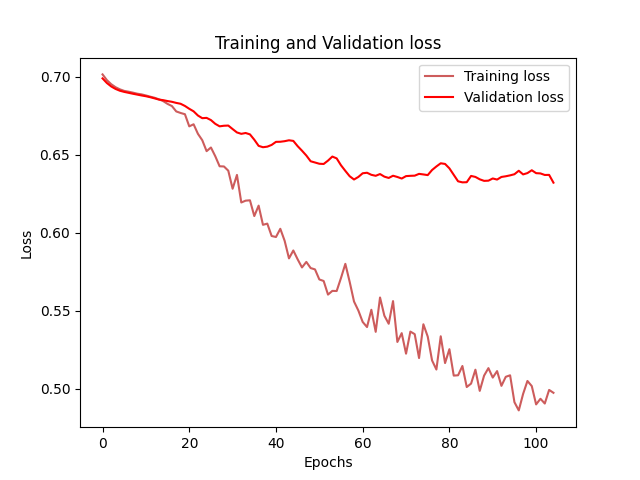 Training and Validation loss
Training loss
Validation loss
0.70
0.65
0.60
0.55
0.50
Loss
0 20 40 60 80 100
Epochs